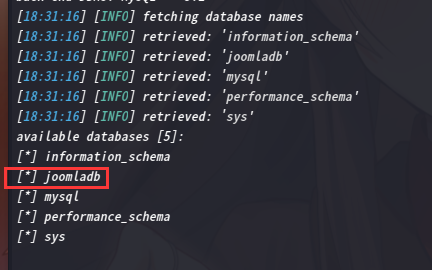 [18:31:16] [INFO] fetching database names
[18:31:16] [INFO] retrieved: 'information_schema'
[18:31:16] [INFO] retrieved: 'joomladb'
[18:31:16] [INFO] retrieved: 'mysql'
[18:31:16] [INFO] retrieved: 'performance_schema'
[18:31:16] [INFO] retrieved: 'sys'
available databases [5]:
[*] information_schema
[*] joomladb
[*] mysql
[*] performance_schema
[*] sys